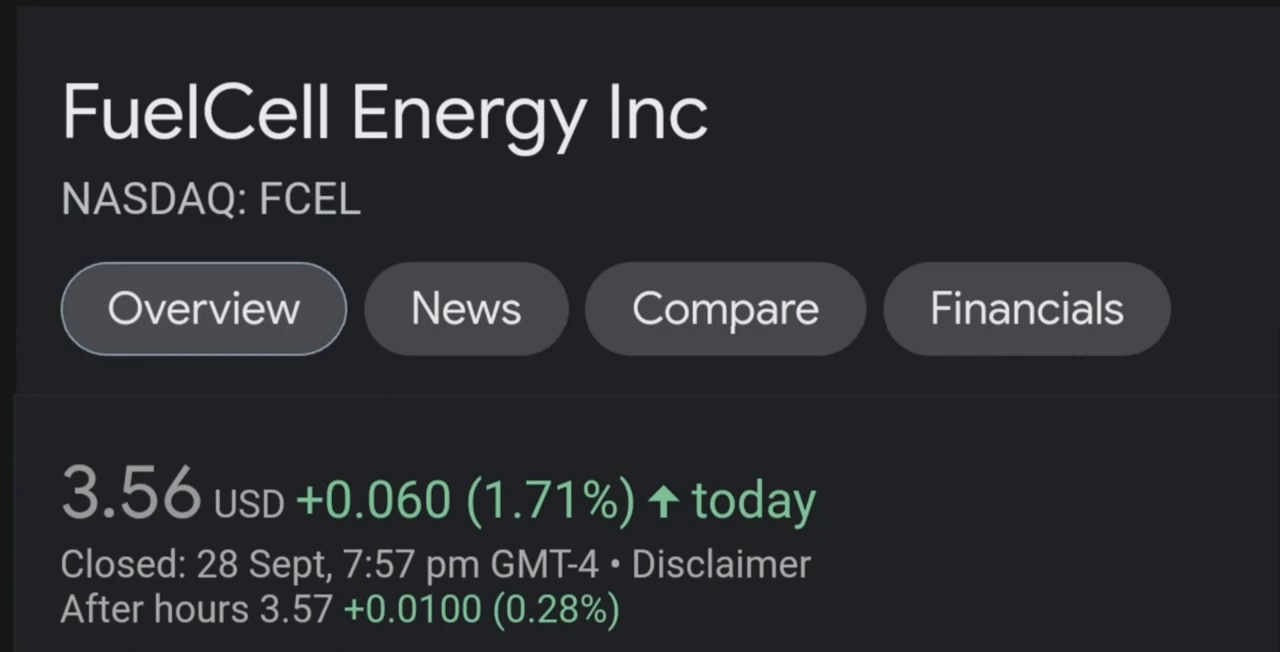 FuelCell Energy Inc
NASDAQ: FCEL
Overview News Compare Financials
3.56 USD +0.060 (1.71%) ↑ today
Closed: 28 Sept, 7:57 pm GMT-4 • Disclaimer
After hours 3.57 +0.0100 (0.28%)